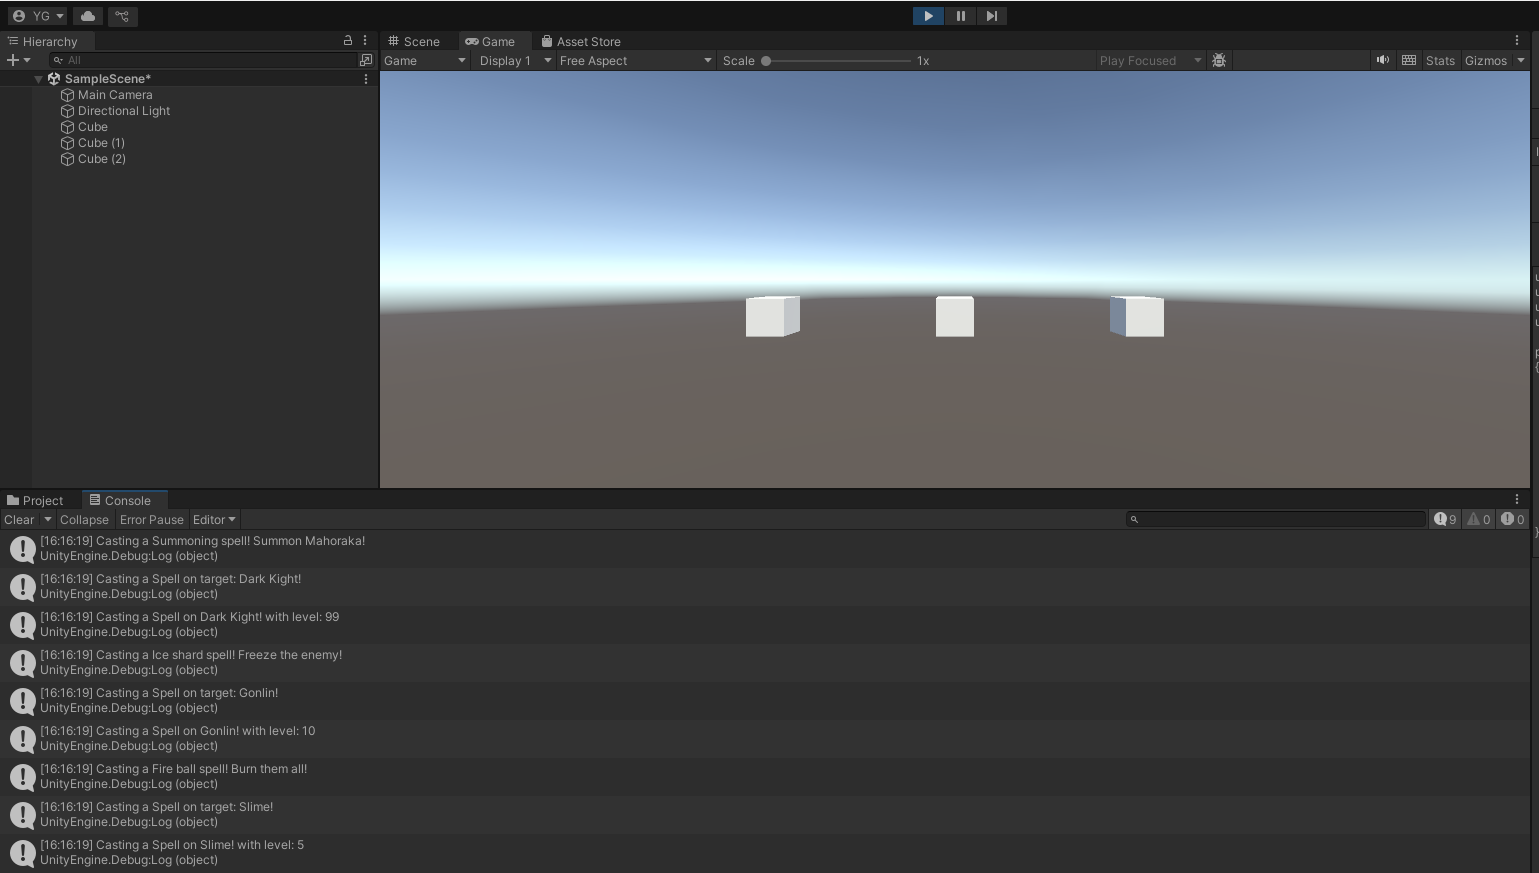 YG
Hierarchy
All
SampleScene*
Main Camera
Directional Light
Cube
Cube (1)
Cube (2)
Scene
Game
Asset Store
Game
Display 1
Free Aspect
Scale
1x
Play Focused
Stats
Gizmos
Project
Console
Clear
Collapse
Error Pause
Editor
9
0
0
[16:16:19] Casting a Summoning spell! Summon Mahoraka!
UnityEngine.Debug:Log (object)
[16:16:19] Casting a Spell on target: Dark Kight!
UnityEngine.Debug:Log (object)
[16:16:19] Casting a Spell on Dark Kight! with level: 99
UnityEngine.Debug:Log (object)
[16:16:19] Casting a Ice shard spell! Freeze the enemy!
UnityEngine.Debug:Log (object)
[16:16:19] Casting a Spell on target: Gonlin!
UnityEngine.Debug:Log (object)
[16:16:19] Casting a Spell on Gonlin! with level: 10
UnityEngine.Debug:Log (object)
[16:16:19] Casting a Fire ball spell! Burn them all!
UnityEngine.Debug:Log (object)
[16:16:19] Casting a Spell on target: Slime!
UnityEngine.Debug:Log (object)
[16:16:19] Casting a Spell on Slime! with level: 5
UnityEngine.Debug:Log (object)